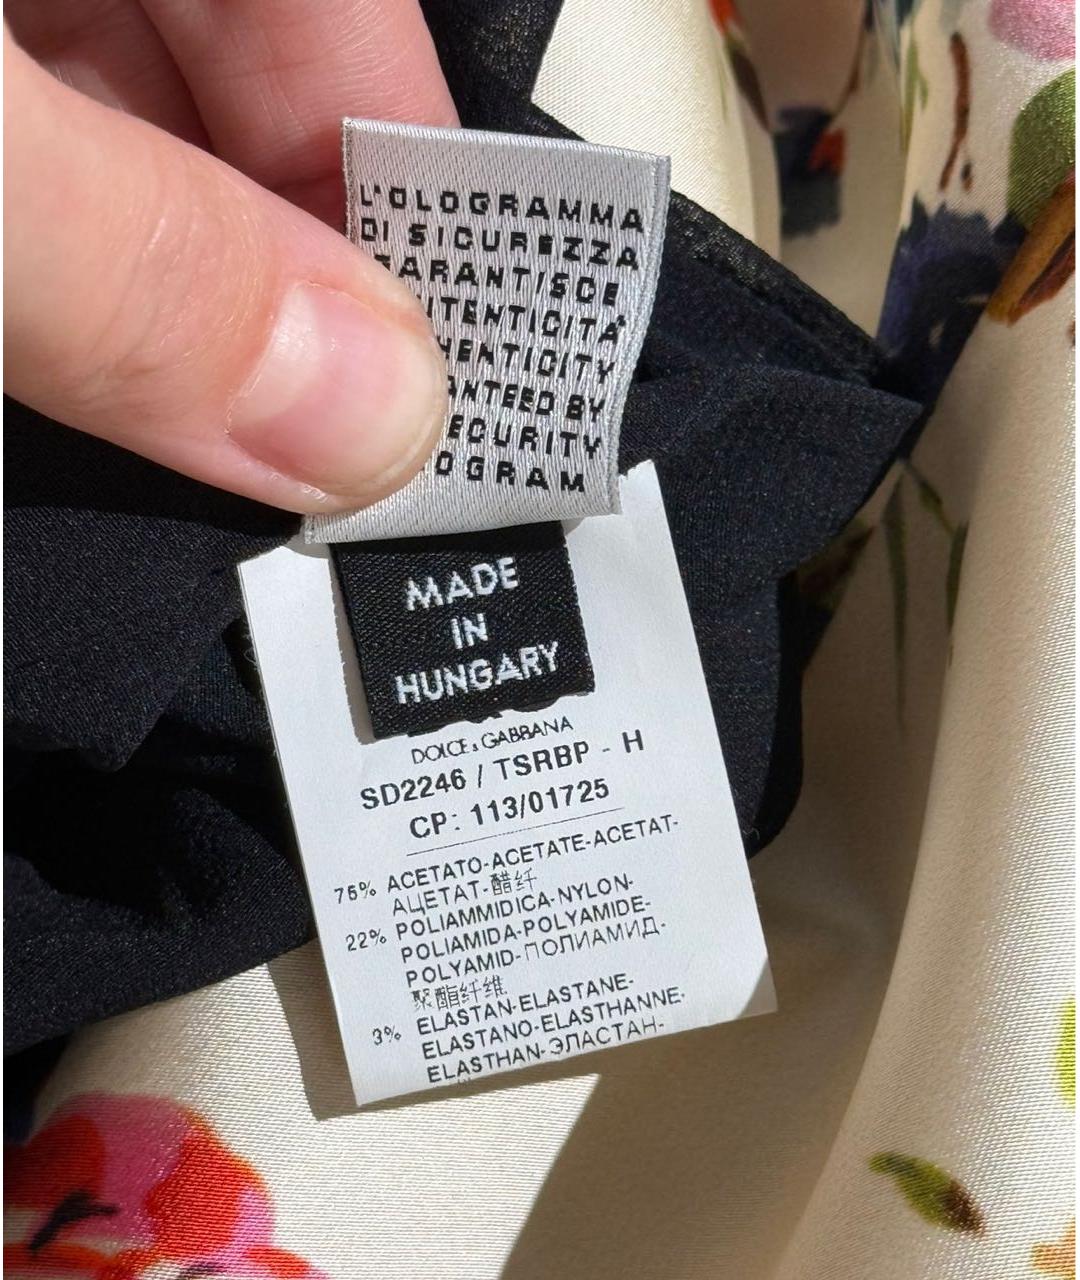 L'OLOGRAMMA
DI SICUREZZA
GARANTISCE
BY
MADE
IN
HUNGARY
DOLCE & GABBANA
SD2246 / TSRBP - H
CP: 113/01725
75% ACETATO-ACETATE-ACETAT-
АЦЕТАТ-醋纤
22% POLIAMMIDICA-NYLON-
POLIAMIDA-POLYAMIDE-
POLYAMID-ПОЛИАМИД-
聚酯纤维
3% ELASTAN-ELASTANE-
ELASTANO-ELASTHANNE-
ELASTHAN-ЭЛАСТАН-